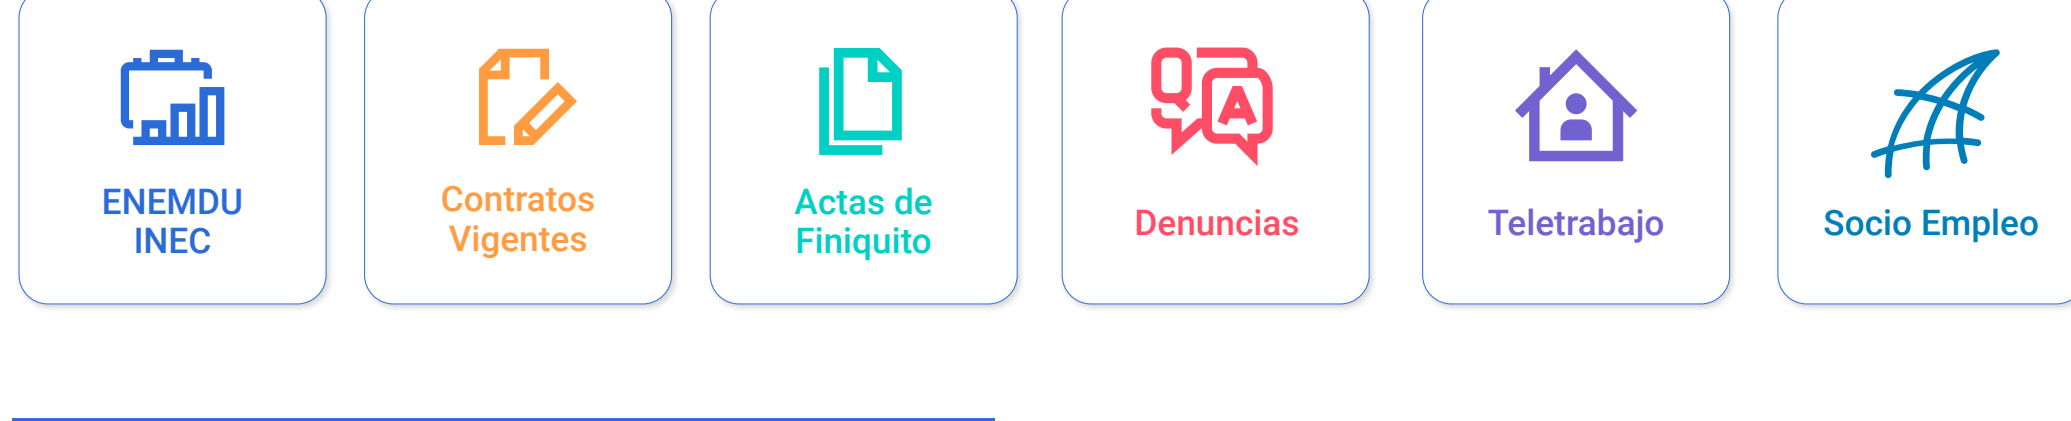 ENEMDU
INEC
Contratos
Vigentes
Actas de
Finiquito
Q
A
Denuncias
Teletrabajo
Socio Empleo